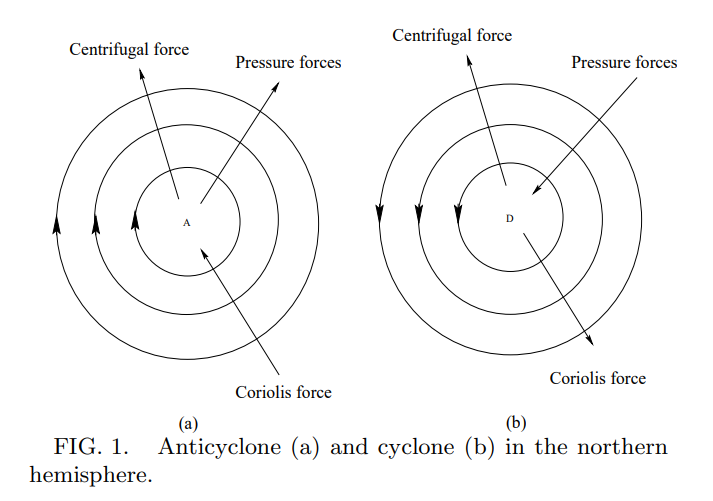 Centrifugal force
Pressure forces
A
Coriolis force
(a)
Centrifugal force
Pressure forces
D
Coriolis force
(b)
FIG. 1. Anticyclone (a) and cyclone (b) in the northern
hemisphere.